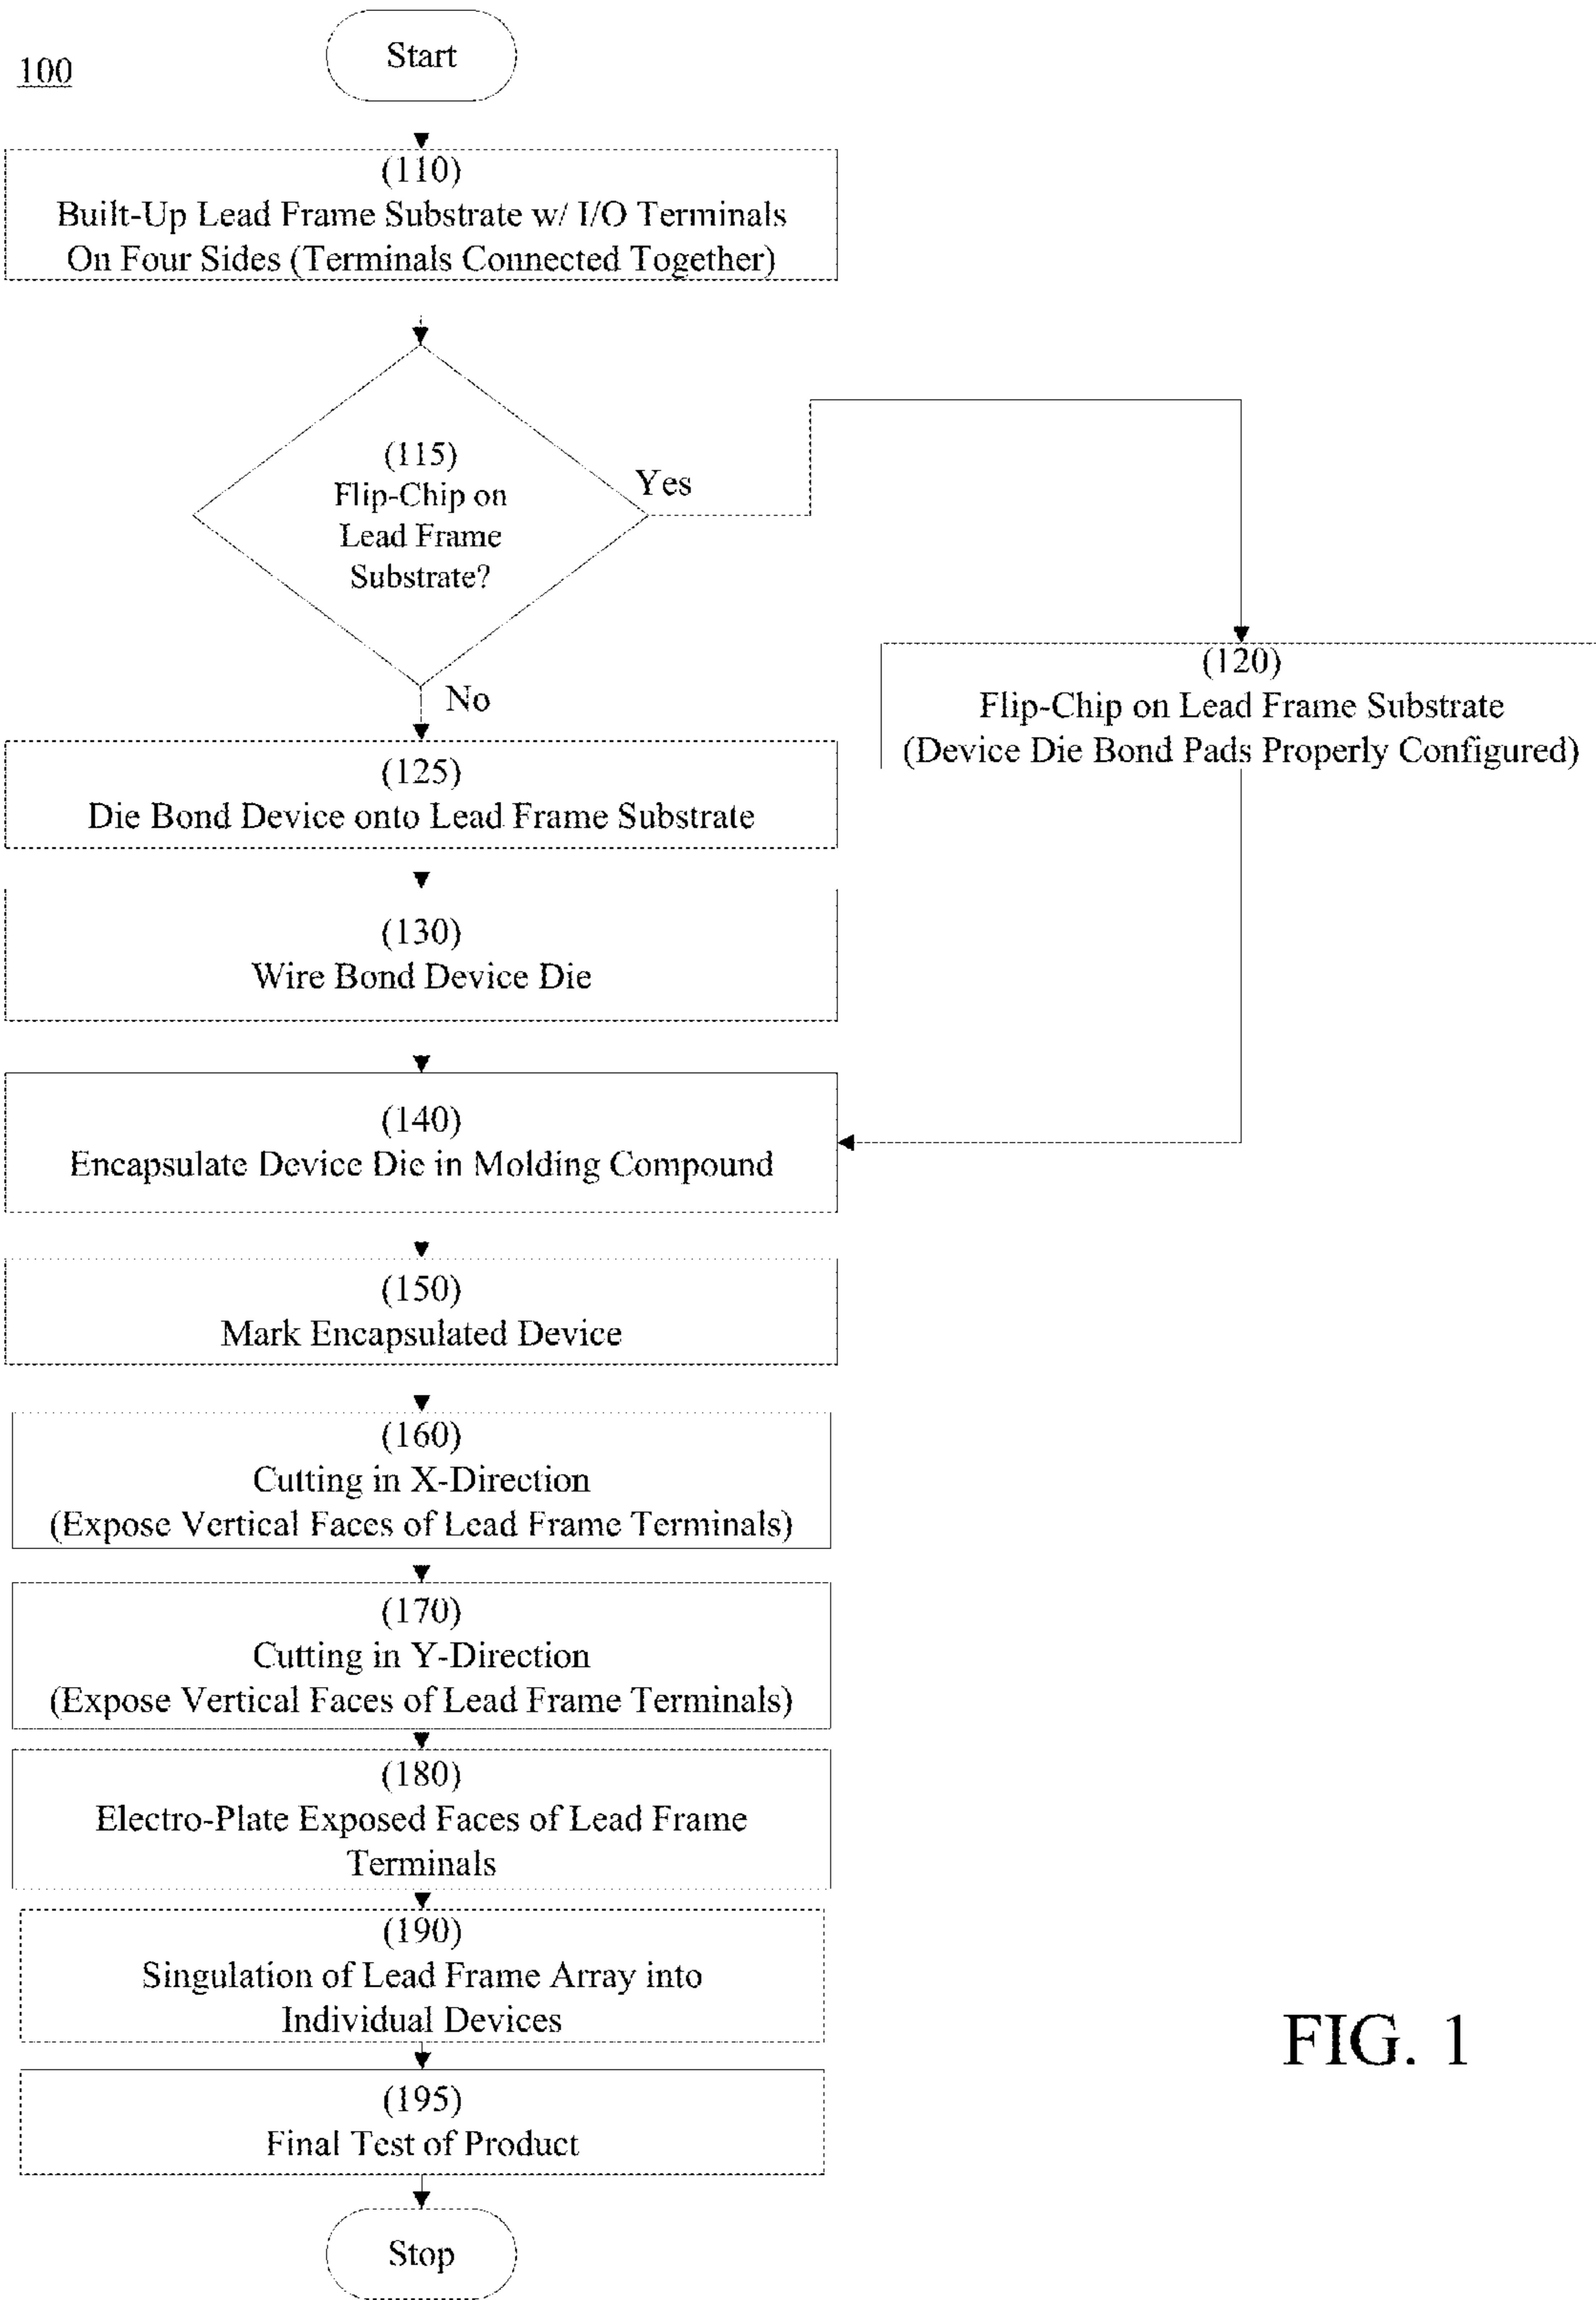 100
Start
(110)
Built-Up Lead Frame Substrate w/ I/O Terminals
On Four Sides (Terminals Connected Together)
(115)
Flip-Chip on
Lead Frame
Substrate?
Yes
No
(120)
Flip-Chip on Lead Frame Substrate
(Device Die Bond Pads Properly Configured)
(125)
Die Bond Device onto Lead Frame Substrate
(130)
Wire Bond Device Die
(140)
Encapsulate Device Die in Molding Compound
(150)
Mark Encapsulated Device
(160)
Cutting in X-Direction
(Expose Vertical Faces of Lead Frame Terminals)
(170)
Cutting in Y-Direction
(Expose Vertical Faces of Lead Frame Terminals)
(180)
Electro-Plate Exposed Faces of Lead Frame
Terminals
(190)
Singulation of Lead Frame Array into
Individual Devices
(195)
Final Test of Product
Stop
FIG. 1